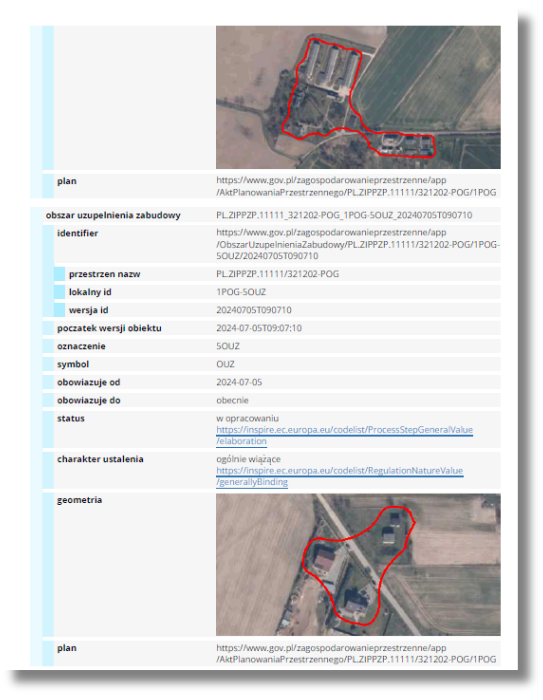 plan
https://www.gov.pl/zagospodarowanieprzestrzenne/app
/AktPlanowaniaPrzestrzennego/PL.ZIPPZP.11111/321202-POG/1POG
obszar uzupelnienia zabudowy
PL.ZIPPZP.11111_321202-POG_1POG-5OUZ_20240705T090710
identifier
https://www.gov.pl/zagospodarowanieprzestrzenne/app
/ObszarUzupelnieniaZabudowy/PL.ZIPPZP.11111/321202-POG/1POG-
5OUZ/20240705T090710
przestrzen nazw
PL.ZIPPZP.11111/321202-POG
lokalny id
1POG-5OUZ
wersja id
20240705T090710
poczatek wersji obiektu
2024-07-05T09:07:10
oznaczenie
5OUZ
symbol
OUZ
obowiazuje od
2024-07-05
obowiazuje do
obecnie
status
w opracowaniu
https://inspire.ec.europa.eu/codelist/ProcessStepGeneralValue
/elaboration
charakter ustalenia
ogólnie wiążące
https://inspire.ec.europa.eu/codelist/RegulationNatureValue
/generallyBinding
geometria
plan
https://www.gov.pl/zagospodarowanieprzestrzenne/app
/AktPlanowaniaPrzestrzennego/PL.ZIPPZP.11111/321202-POG/1POG